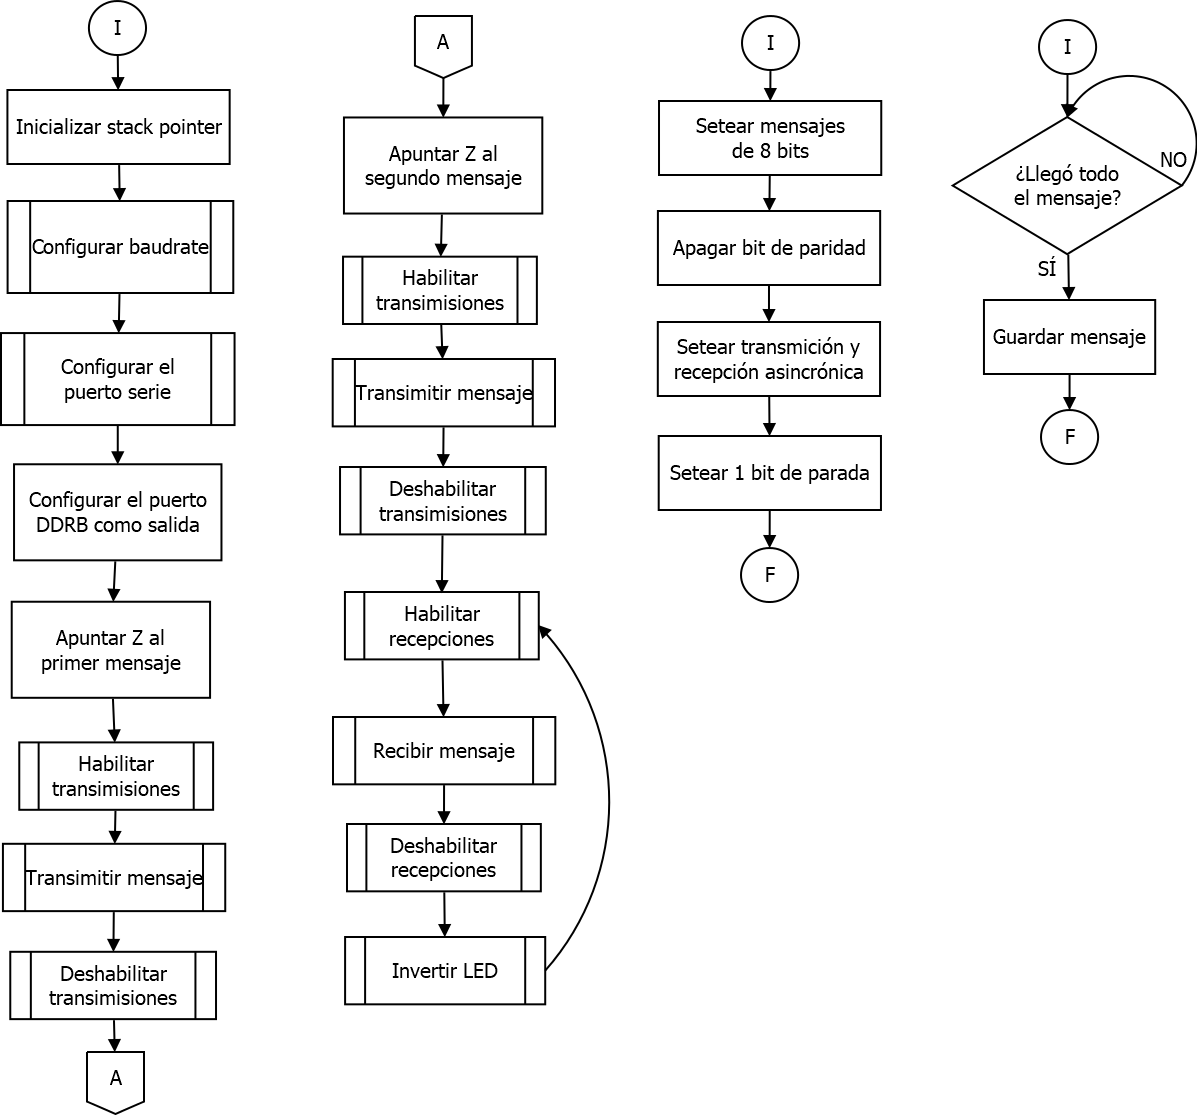 I
Inicializar stack pointer
Configurar baudrate
Configurar el
puerto serie
Configurar el puerto
DDRB como salida
Apuntar Z al
primer mensaje
Habilitar
transimisiones
Transimitir mensaje
Deshabilitar
transimisiones
A
A
Apuntar Z al
segundo mensaje
Habilitar
transimisiones
Transimitir mensaje
Deshabilitar
transimisiones
Habilitar
recepciones
Recibir mensaje
Deshabilitar
recepciones
Invertir LED
I
Setear mensajes
de 8 bits
Apagar bit de paridad
Setear transmición y
recepción asincrónica
Setear 1 bit de parada
F
I
¿Llegó todo
el mensaje?
NO
SÍ
Guardar mensaje
F